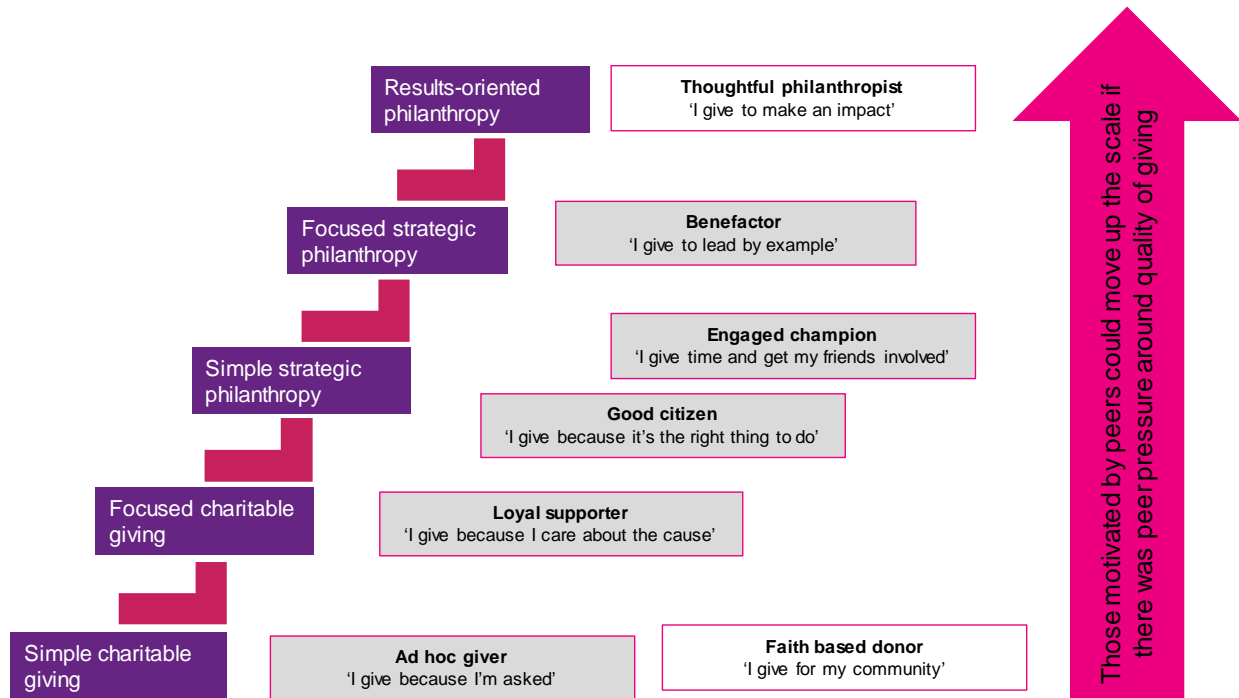 Results-oriented
philanthropy
Thoughtful philanthropist
‘I give to make an impact’
Focused strategic
philanthropy
Benefactor
‘I give to lead by example’
Engaged champion
‘I give time and get my friends involved’
Simple strategic
philanthropy
Good citizen
‘I give because it’s the right thing to do’
Focused charitable
giving
Loyal supporter
‘I give because I care about the cause’
Simple charitable
giving
Ad hoc giver
‘I give because I’m asked’
Faith based donor
‘I give for my community’
Those motivated by peers could move up the scale if
there was peer pressure around quality of giving